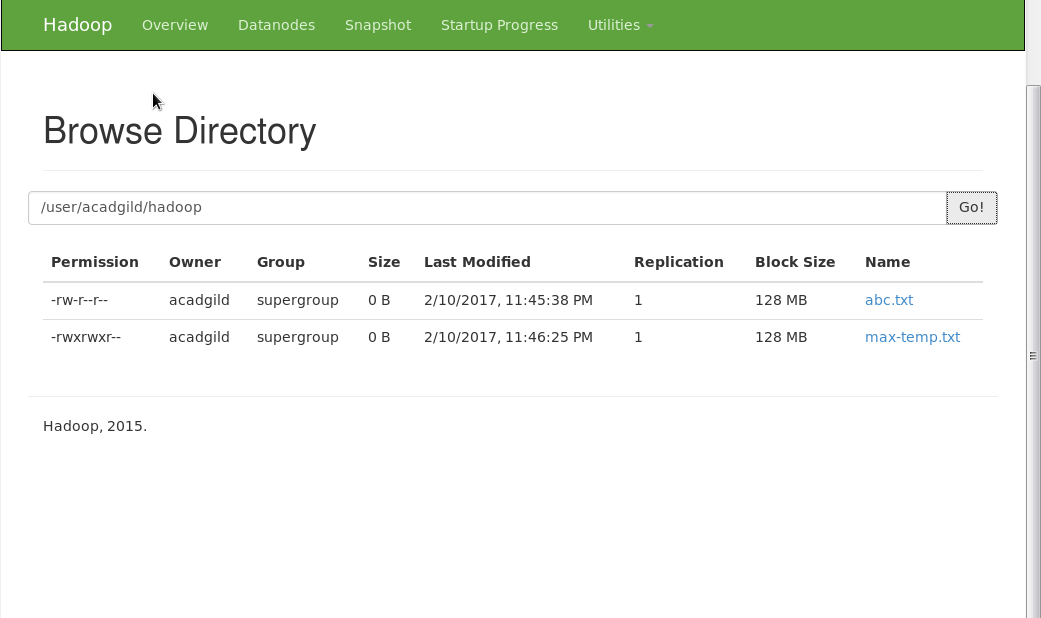 Hadoop Overview Datanodes Snapshot Startup Progress Utilities
Browse Directory
/user/acadgild/hadoop Go!
Permission Owner Group Size Last Modified Replication Block Size Name
-rw-r--r-- acadgild supergroup 0 B 2/10/2017, 11:45:38 PM 1 128 MB abc.txt
-rwxrwxr-- acadgild supergroup 0 B 2/10/2017, 11:46:25 PM 1 128 MB max-temp.txt
Hadoop, 2015.